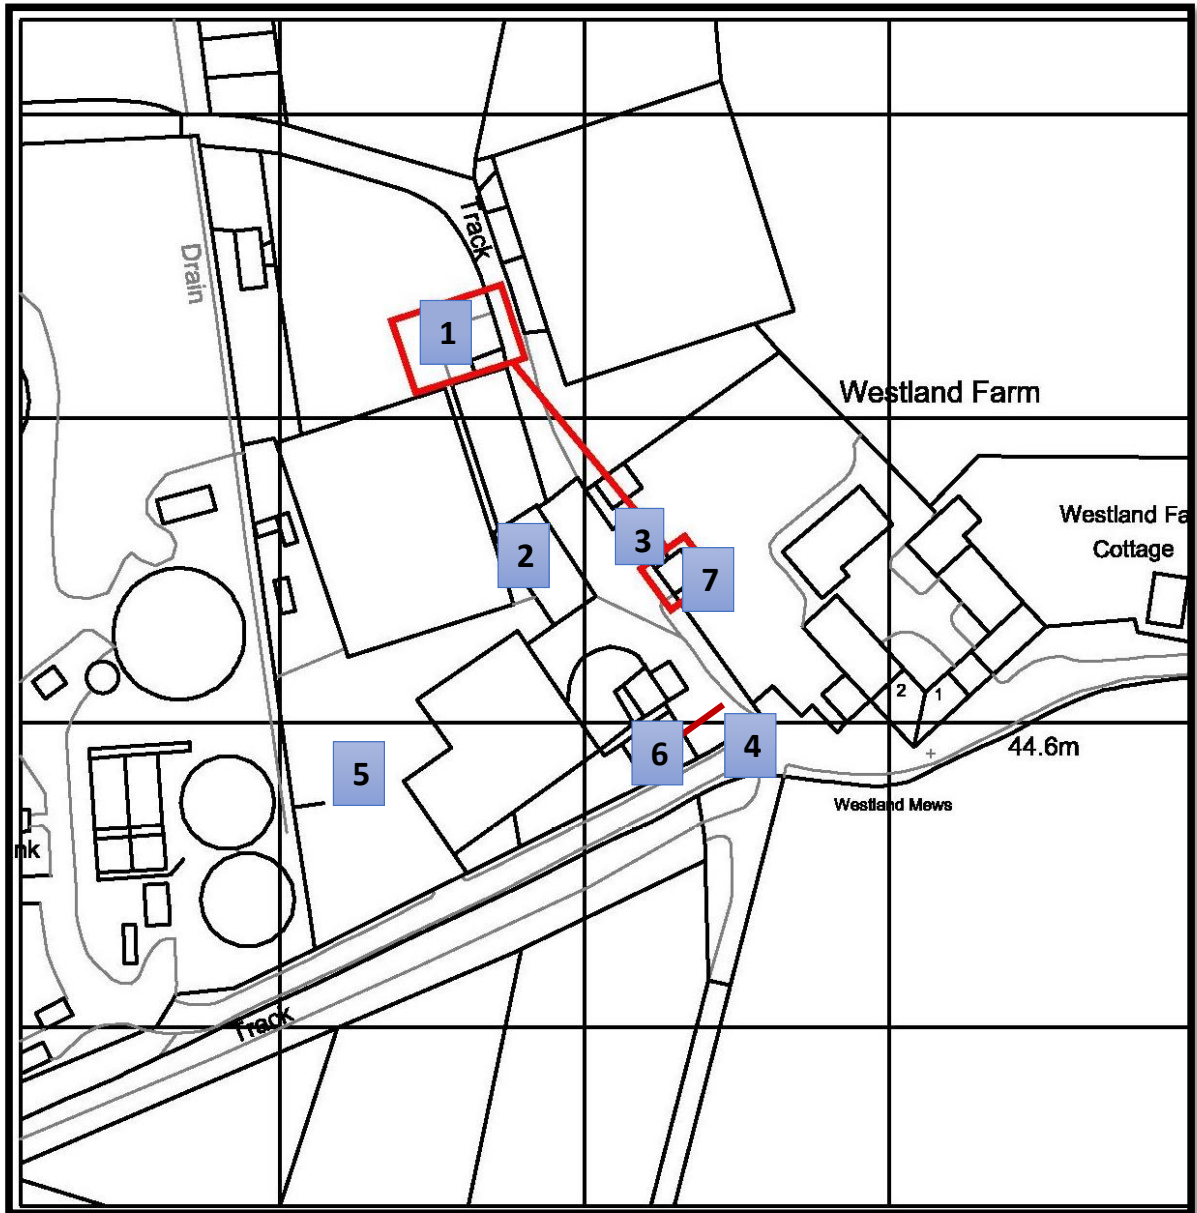 Track
Drain
1
Westland Farm
Westland Fa
Cottage
2
3
7
2
1
6
4
44.6m
5
Westland Mews
nk
Track